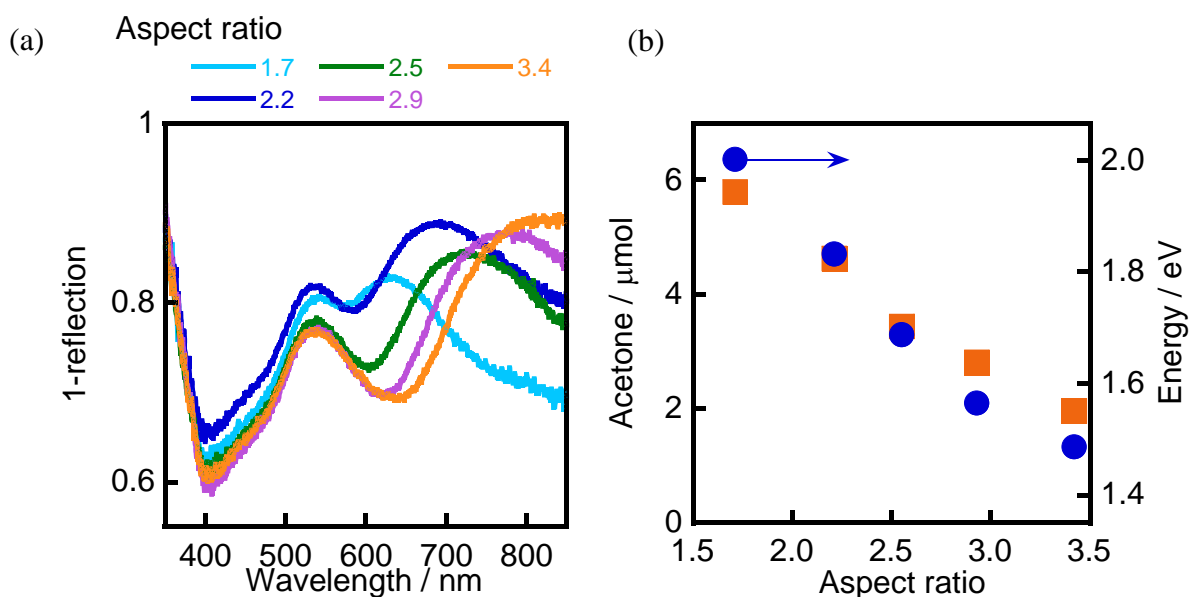 (a)
Aspect ratio
1.7 2.5 3.4
2.2 2.9
1
0.8
0.6
1-reflection
400 500 600 700 800
Wavelength / nm
(b)
6
4
2
0
Acetone / μmol
2.0
1.8
1.6
1.4
Energy / eV
1.5 2.0 2.5 3.0 3.5
Aspect ratio